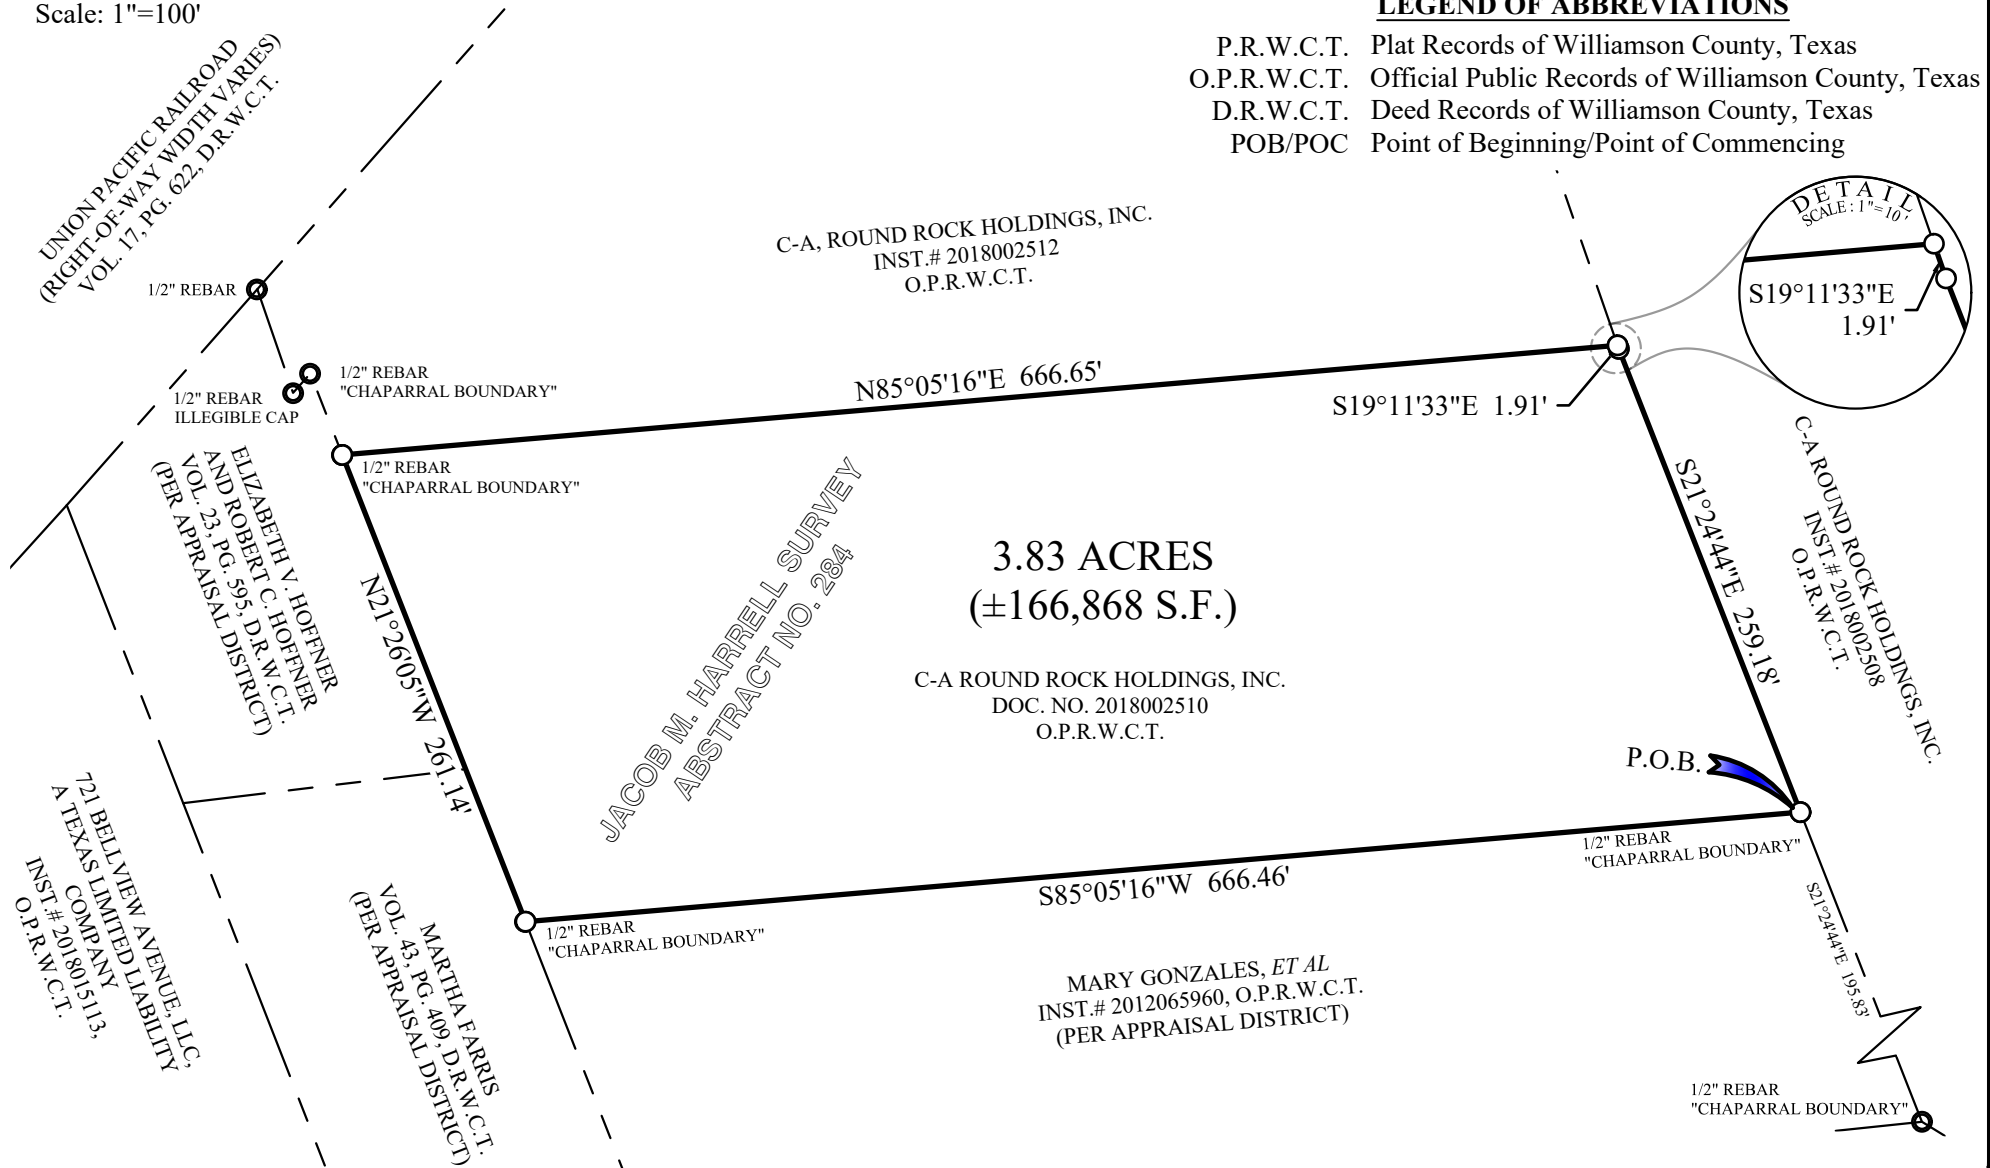 Scale: 1"=100'
LEGEND OF ABBREVIATIONS
P.R.W.C.T. Plat Records of Williamson County, Texas
O.P.R.W.C.T. Official Public Records of Williamson County, Texas
D.R.W.C.T. Deed Records of Williamson County, Texas
POB/POC Point of Beginning/Point of Commencing
UNION PACIFIC RAILROAD
(RIGHT-OF-WAY WIDTH VARIES)
VOL. 17, PG. 622, D.R.W.C.T.
C-A, ROUND ROCK HOLDINGS, INC.
INST.# 2018002512
O.P.R.W.C.T.
DETAIL
SCALE: 1"=10'
S19°11'33"E
1.91'
1/2" REBAR
1/2" REBAR
"CHAPARRAL BOUNDARY"
1/2" REBAR
ILLEGIBLE CAP
N85°05'16"E 666.65'
S19°11'33"E 1.91'
1/2" REBAR
"CHAPARRAL BOUNDARY"
ELIZABETH V. HOFFNER
AND ROBERT C. HOFFNER
VOL. 23, PG. 595, D.R.W.C.T.
(PER APPRAISAL DISTRICT)
N21°26'05"W 261.14'
JACOB M. HARRELL SURVEY
ABSTRACT NO. 284
3.83 ACRES
(±166,868 S.F.)
C-A ROUND ROCK HOLDINGS, INC.
DOC. NO. 2018002510
O.P.R.W.C.T.
S21°24'44"E 259.18'
C-A ROUND ROCK HOLDINGS, INC.
INST.# 2018002508
O.P.R.W.C.T.
P.O.B.
1/2" REBAR
"CHAPARRAL BOUNDARY"
S85°05'16"W 666.46'
1/2" REBAR
"CHAPARRAL BOUNDARY"
721 BELLVIEW AVENUE, LLC,
A TEXAS LIMITED LIABILITY
COMPANY
INST.# 2018015113,
O.P.R.W.C.T.
MARTHA FARRIS
VOL. 43, PG. 409, D.R.W.C.T.
(PER APPRAISAL DISTRICT)
MARY GONZALES, ET AL
INST.# 2012065960, O.P.R.W.C.T.
(PER APPRAISAL DISTRICT)
S21°24'44"E 195.83'
1/2" REBAR
"CHAPARRAL BOUNDARY"